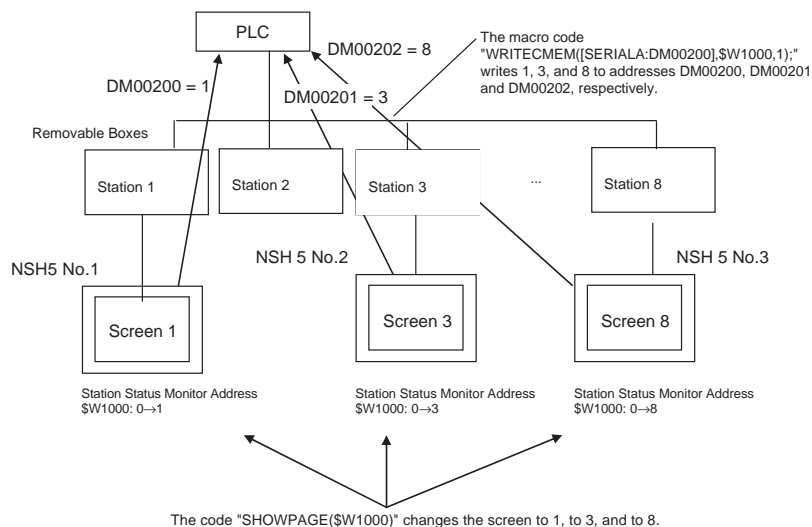 PLC
The macro code
"WRITECMEM([SERIALA:DM00200],$W1000,1);"
writes 1, 3, and 8 to addresses DM00200, DM00201
and DM00202, respectively.
DM00202 = 8
DM00200 = 1
DM00201 = 3
Removable Boxes
Station 1
Station 2
Station 3
...
Station 8
NSH5 No.1
NSH 5 No.2
NSH 5 No.3
Screen 1
Screen 3
Screen 8
Station Status Monitor Address
$W1000: 0→1
Station Status Monitor Address
$W1000: 0→3
Station Status Monitor Address
$W1000: 0→8
The code "SHOWPAGE($W1000)" changes the screen to 1, to 3, and to 8.